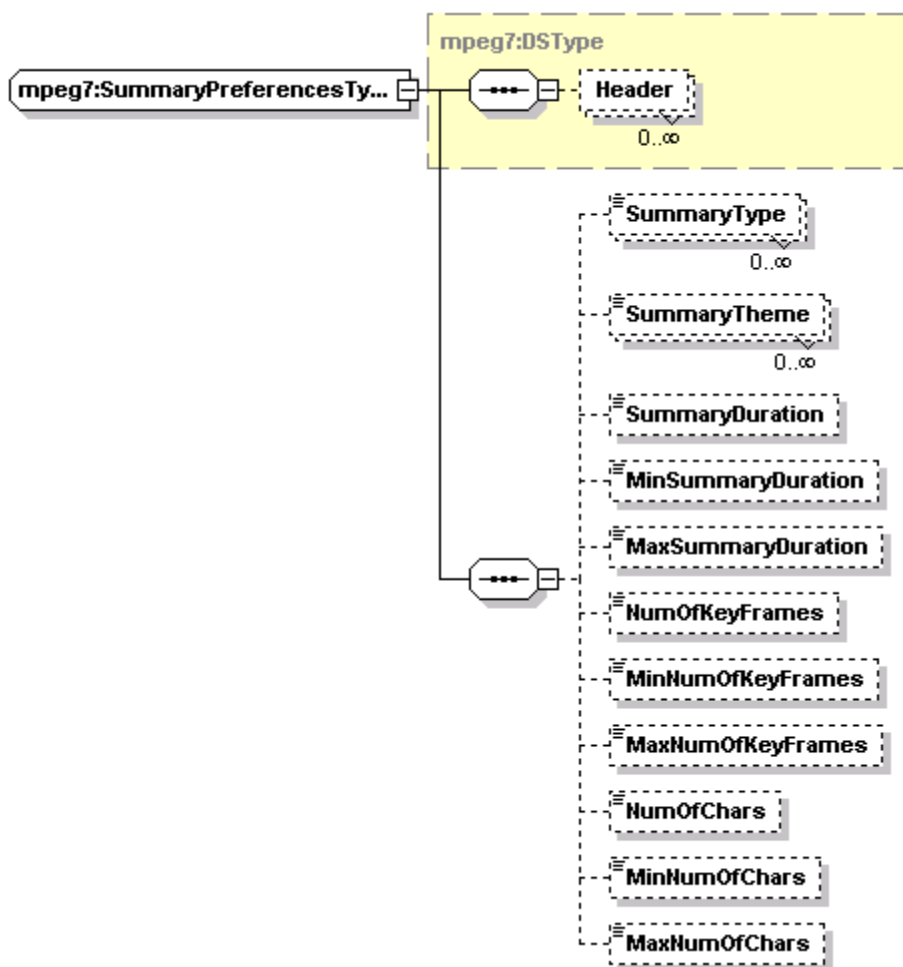 mpeg7:DSType
mpeg7:SummaryPreferencesTy...
Header
0..∞
SummaryType
0..∞
SummaryTheme
0..∞
SummaryDuration
MinSummaryDuration
MaxSummaryDuration
NumOfKeyFrames
MinNumOfKeyFrames
MaxNumOfKeyFrames
NumOfChars
MinNumOfChars
MaxNumOfChars